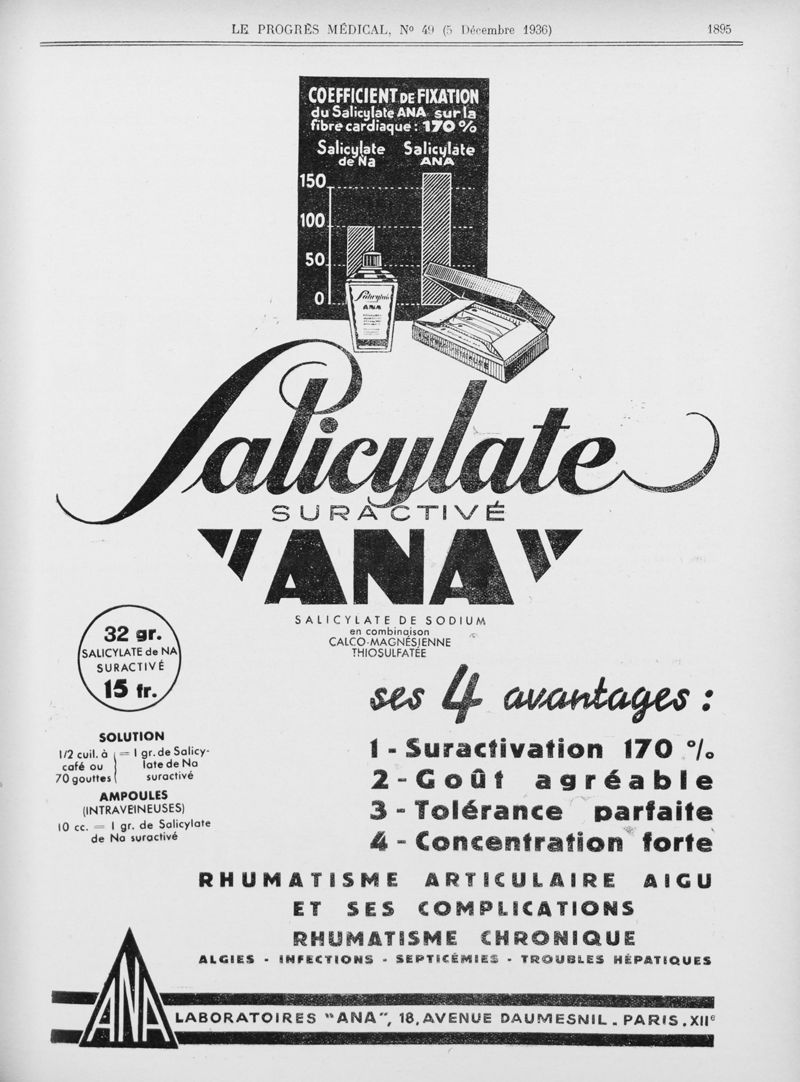 LE PROGRÈS MÉDICAL, Nº 49 (5 Décembre 1936)
1895
COEFFICIENT DE FIXATION
du Salicylate ANA sur la
fibre cardiaque : 170 %
Salicylate de Na
Salicylate ANA
150
100
50
0
Salicylate
ANA
Salicylate
SURACTIVÉ
"ANA"
SALICYLATE DE SODIUM
en combinaison
CALCO-MAGNÉSIENNE
THIOSULFATÉE
32 gr.
SALICYLATE de NA
SURACTIVÉ
15 fr.
SOLUTION
1/2 cuil. à café ou 70 gouttes } = 1 gr. de Salicy-
late de Na
suractivé
AMPOULES
(INTRAVEINEUSES)
10 cc. = 1 gr. de Salicylate
de Na suractivé
ses 4 avantages :
1 - Suractivation 170 %
2 - Goût agréable
3 - Tolérance parfaite
4 - Concentration forte
RHUMATISME ARTICULAIRE AIGU
ET SES COMPLICATIONS
RHUMATISME CHRONIQUE
ALGIES - INFECTIONS - SEPTICÉMIES - TROUBLES HÉPATIQUES
ANA
LABORATOIRES "ANA", 18, AVENUE DAUMESNIL . PARIS . XIIe